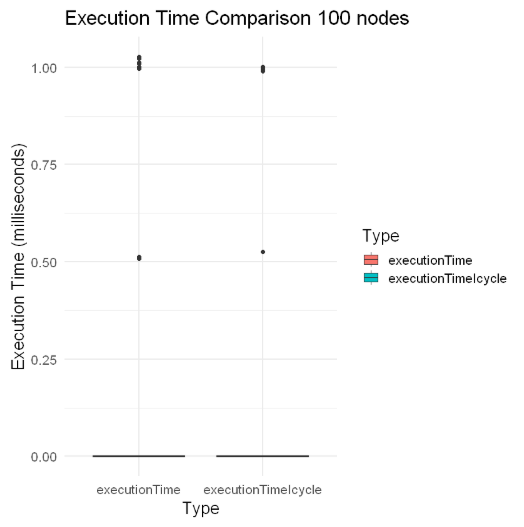 Execution Time Comparison 100 nodes
Execution Time (milliseconds)
1.00
0.75
0.50
0.25
0.00
executionTime executionTimeIcycle
Type
Type
executionTime
executionTimeIcycle